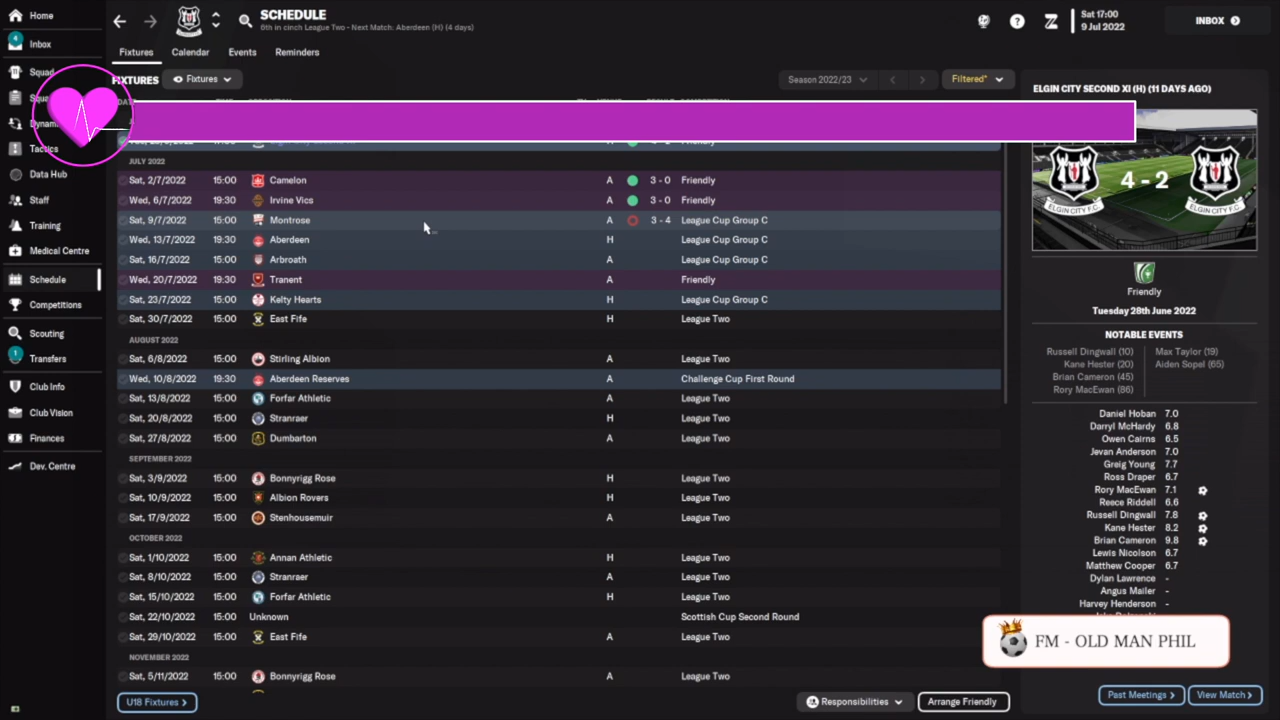 Home
SCHEDULE
6th in cinch League Two - Next Match: Aberdeen (H) (4 days)
Sat 17:00
9 Jul 2022
INBOX
4
Inbox
Fixtures Calendar Events Reminders
Squad
FIXTURES Fixtures Season 2022/23 Filtered*
ELGIN CITY SECOND XI (H) (11 DAYS AGO)
Tactics
JULY 2022
Data Hub
Sat, 2/7/2022 15:00 Camelon A 3 - 0 Friendly
4 - 2
Staff
Wed, 6/7/2022 15:00 Irvine Vics A 3 - 0 Friendly
Sat, 9/7/2022 15:00 Montrose A 3 - 4 League Cup Group C
ELGIN CITY F.C. ELGIN CITY F.C.
Training
Wed, 13/7/2022 19:30 Aberdeen H League Cup Group C
Medical Centre
Sat, 16/7/2022 15:00 Arbroath A League Cup Group C
Schedule
Wed, 20/7/2022 19:30 Tranent A Friendly
Friendly
Competitions
Sat, 23/7/2022 15:00 Kelty Hearts H League Cup Group C
Tuesday 28th June 2022
Sat, 30/7/2022 15:00 East Fife H League Two
Scouting
NOTABLE EVENTS
AUGUST 2022
1
Transfers
Sat, 6/8/2022 15:00 Stirling Albion A League Two
Russell Dingwall (10) Max Taylor (19)
Kane Hester (20) Aiden Sopel (65)
Wed, 10/8/2022 19:30 Aberdeen Reserves A Challenge Cup First Round
Brian Cameron (45)
Club Info
Rory MacEwan (86)
Sat, 13/8/2022 15:00 Forfar Athletic A League Two
Club Vision
Sat, 20/8/2022 15:00 Stranraer H League Two
Daniel Hoban 7.0
Darryl McHardy 6.8
Finances
Sat, 27/8/2022 15:00 Dumbarton A League Two
Owen Cairns 6.5
Jevan Anderson 7.0
SEPTEMBER 2022
Greig Young 7.7
Dev. Centre
Sat, 3/9/2022 15:00 Bonnyrigg Rose H League Two
Ross Draper 6.7
Rory MacEwan 7.1
Sat, 10/9/2022 15:00 Albion Rovers H League Two
Reece Riddell 6.6
Sat, 17/9/2022 15:00 Stenhousemuir A League Two
Russell Dingwall 7.8
Kane Hester 8.2
OCTOBER 2022
Brian Cameron 9.8
Sat, 1/10/2022 15:00 Annan Athletic H League Two
Lewis Nicolson 6.7
Matthew Cooper 6.7
Sat, 8/10/2022 15:00 Stranraer A League Two
Dylan Lawrence -
Angus Mailer -
Sat, 15/10/2022 15:00 Forfar Athletic H League Two
Harvey Henderson -
Sat, 22/10/2022 15:00 Unknown Scottish Cup Second Round
Sat, 29/10/2022 15:00 East Fife A League Two
FM - OLD MAN PHIL
NOVEMBER 2022
Sat, 5/11/2022 15:00 Bonnyrigg Rose A League Two
U18 Fixtures > Responsibilities Arrange Friendly Past Meetings > View Match >